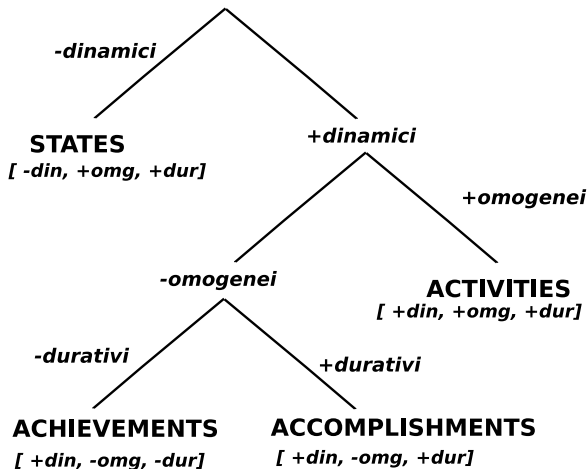 -dinamici
STATES
[ -din, +omg, +dur]
+dinamici
+omogenei
-omogenei
ACTIVITIES
[ +din, +omg, +dur]
-durativi
+durativi
ACHIEVEMENTS
[ +din, -omg, -dur]
ACCOMPLISHMENTS
[ +din, -omg, +dur]